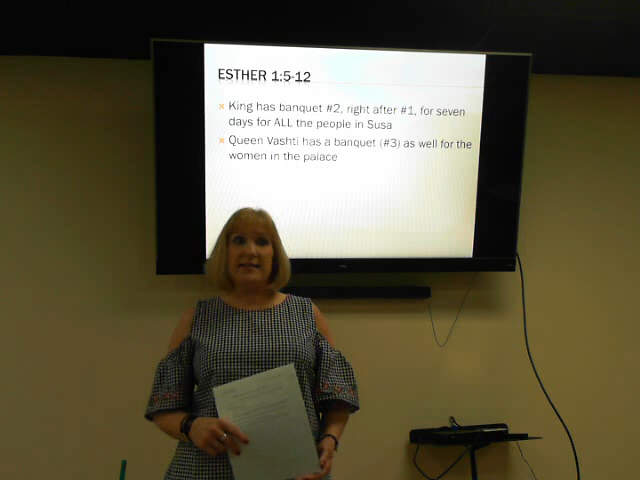 ESTHER 1:5-12
× King has banquet #2, right after #1, for seven
days for ALL the people in Susa
× Queen Vashti has a banquet (#3) as well for the
women in the palace